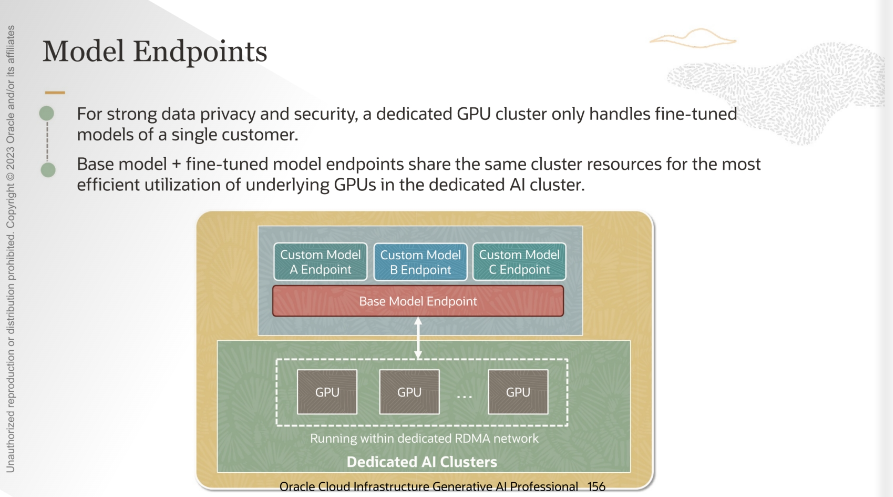 Model Endpoints
For strong data privacy and security, a dedicated GPU cluster only handles fine-tuned
models of a single customer.
Base model + fine-tuned model endpoints share the same cluster resources for the most
efficient utilization of underlying GPUs in the dedicated AI cluster.
Custom Model
A Endpoint
Custom Model
B Endpoint
Custom Model
C Endpoint
Base Model Endpoint
GPU
GPU
...
GPU
Running within dedicated RDMA network
Dedicated AI Clusters
Oracle Cloud Infrastructure Generative AI Professional 156
Unauthorized reproduction or distribution prohibited. Copyright © 2023 Oracle and/or its affiliates